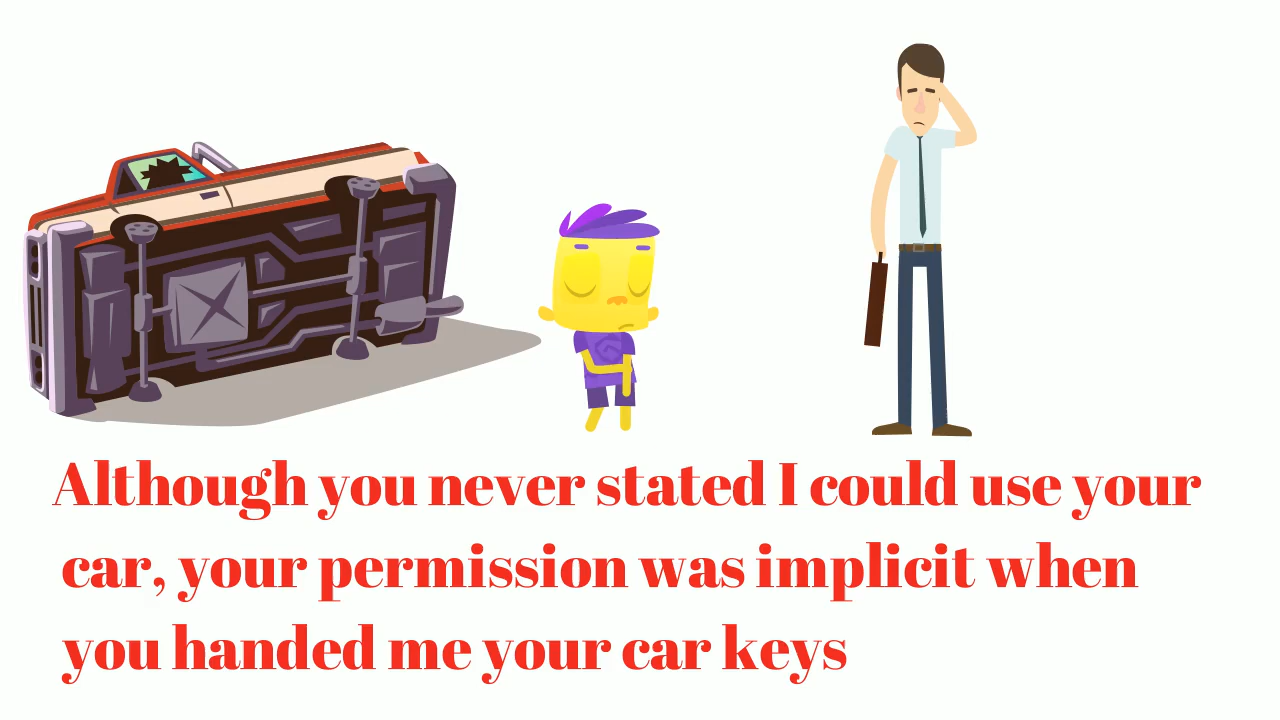 Although you never stated I could use your
car, your permission was implicit when
you handed me your car keys